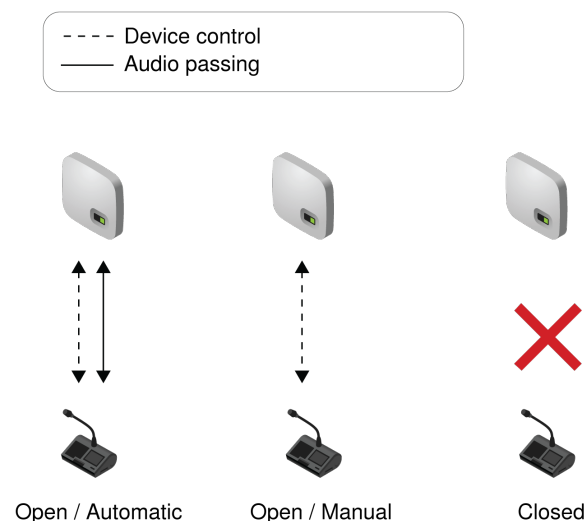 Device control
Audio passing
Open / Automatic
Open / Manual
Closed